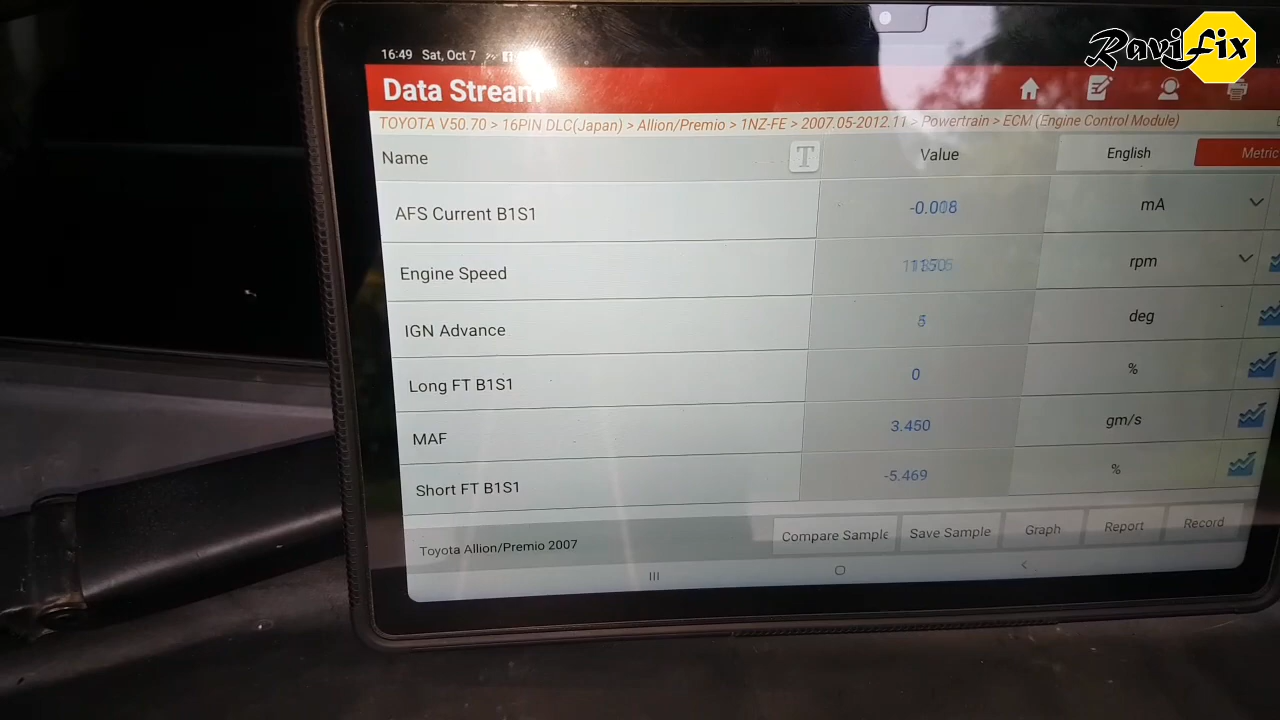 RaviFix
16:49 Sat, Oct 7
Data Stream
TOYOTA V50.70 > 16PIN DLC(Japan) > Allion/Premio > 1NZ-FE > 2007.05-2012.11 > Powertrain > ECM (Engine Control Module)
Name T Value English Metric
AFS Current B1S1 -0.008 mA
Engine Speed rpm
IGN Advance deg
Long FT B1S1 0 %
MAF 3.450 gm/s
Short FT B1S1 -5.469 %
Toyota Allion/Premio 2007 Compare Sample Save Sample Graph Report Record